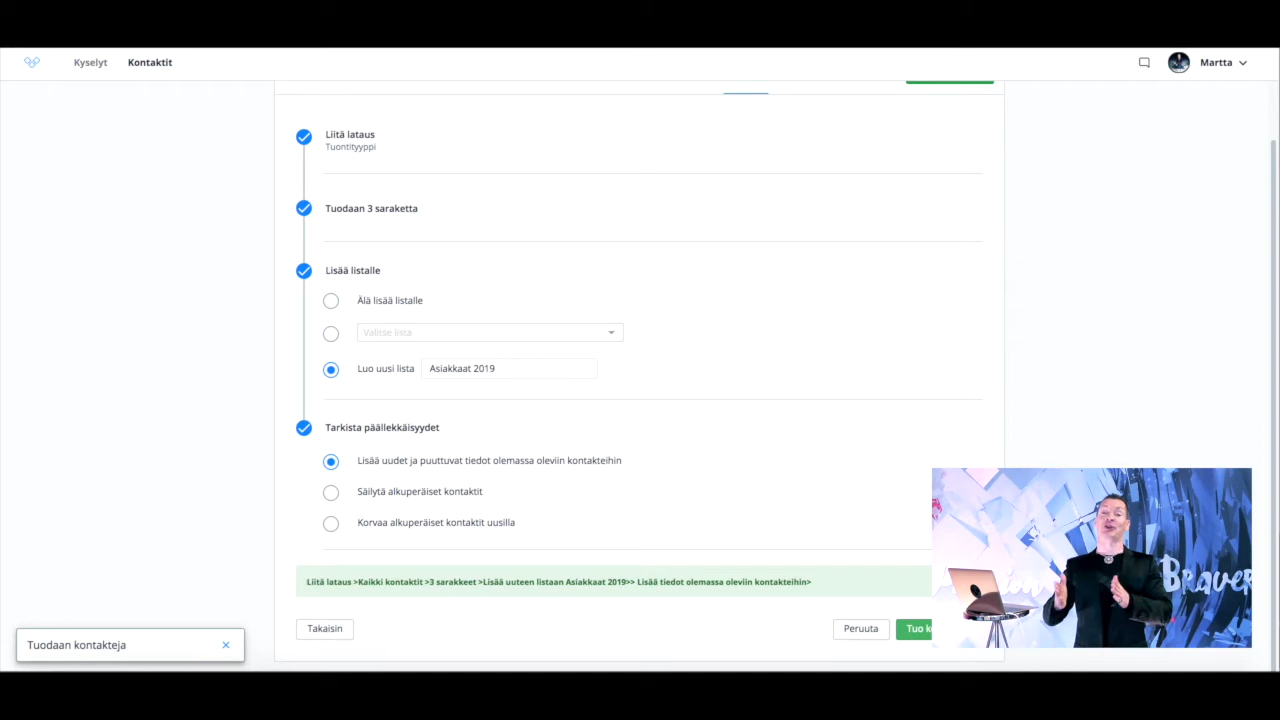 Kyselyt
Kontaktit
Martta
Liitä lataus
Tuontityyppi
Tuodaan 3 saraketta
Lisää listalle
Älä lisää listalle
Valitse lista
Luo uusi lista
Asiakkaat 2019
Tarkista päällekkäisyydet
Lisää uudet ja puuttuvat tiedot olemassa oleviin kontakteihin
Säilytä alkuperäiset kontaktit
Korvaa alkuperäiset kontaktit uusilla
Liitä lataus >Kaikki kontaktit >3 sarakkeet >Lisää uuteen listaan Asiakkaat 2019>> Lisää tiedot olemassa oleviin kontakteihin>
Takaisin
Peruuta
Tuo
Tuodaan kontakteja
Braver